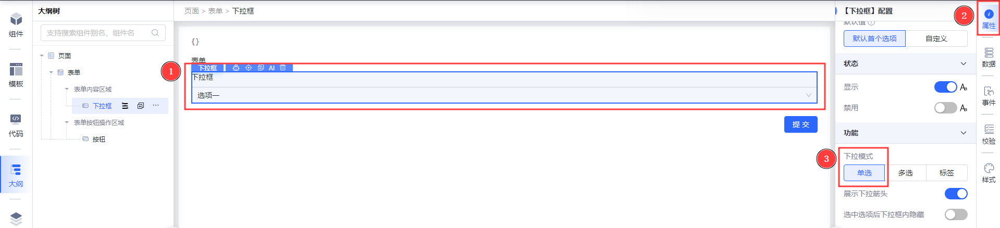 组件
模板
代码
大纲
大纲树
支持搜索组件别名、组件名
页面
表单
表单内容区域
下拉框
表单按钮操作区域
按钮
页面 > 表单 > 下拉框
{}
表单
1
下拉框 AI
下拉框
选项一
提 交
【下拉框】配置
默认值
默认首个选项 自定义
状态
显示
禁用
功能
3
下拉模式
单选 多选 标签
展示下拉箭头
选中选项后下拉框内隐藏
2
属性
数据
事件
校验
样式